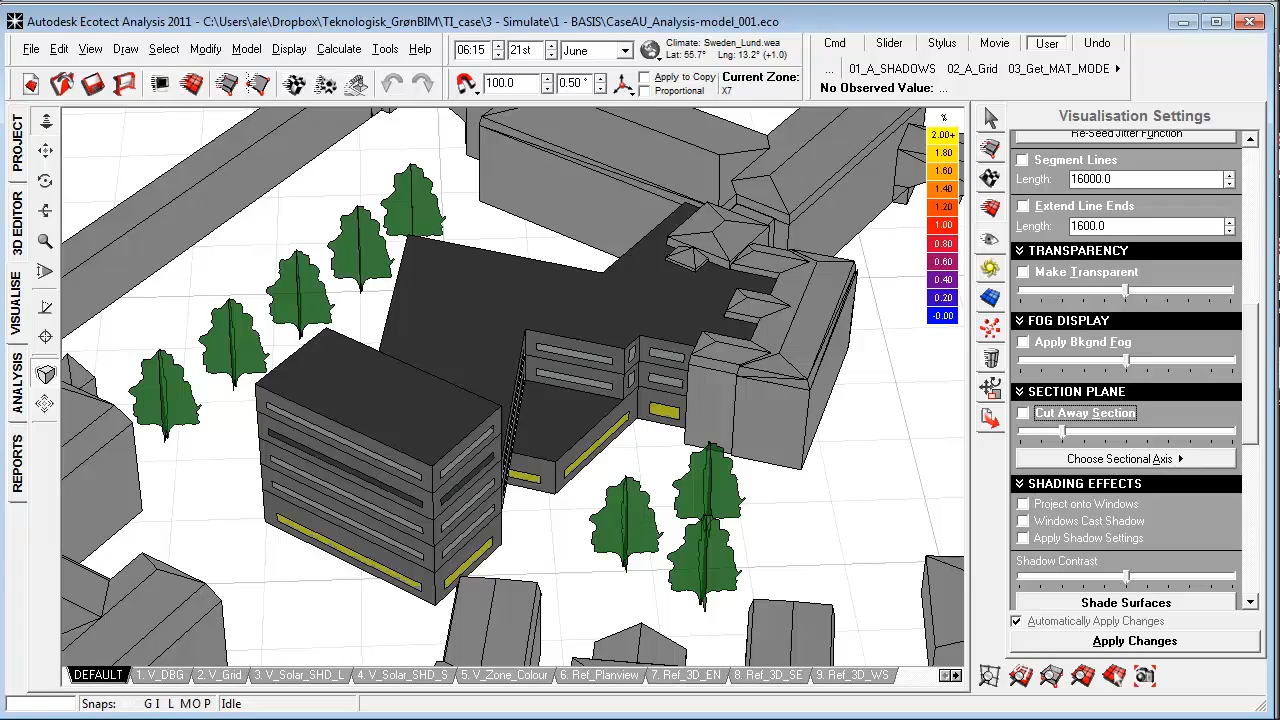 Autodesk Ecotect Analysis 2011 - C:\Users\ale\Dropbox\Teknologisk_GrønBIM\TI_case\3 - Simulate\1 - BASIS\CaseAU_Analysis-model_001.eco
File Edit View Draw Select Modify Model Display Calculate Tools Help
06:15 21st June
Climate: Sweden_Lund.wea
Lat: 55.7° Lng: 13.2° (+1.0)
Cmd Slider Stylus Movie User Undo
01_A_SHADOWS 02_A_Grid 03_Get_MAT_MODE
100.0 0.50 °
Apply to Copy
Proportional
Current Zone:
X7
No Observed Value: ...
PROJECT
3D EDITOR
VISUALISE
ANALYSIS
REPORTS
%
2.00+
1.80
1.60
1.40
1.20
1.00
0.80
0.60
0.40
0.20
-0.00
Visualisation Settings
Re-Seed Jitter Function
Segment Lines
Length: 16000.0
Extend Line Ends
Length: 1600.0
TRANSPARENCY
Make Transparent
FOG DISPLAY
Apply Bkgnd Fog
SECTION PLANE
Cut Away Section
Choose Sectional Axis
SHADING EFFECTS
Project onto Windows
Windows Cast Shadow
Apply Shadow Settings
Shadow Contrast
Shade Surfaces
Automatically Apply Changes
Apply Changes
DEFAULT 1. V_DBG 2. V_Grid 3. V_Solar_SHD_L 4. V_Solar_SHD_S 5. V_Zone_Colour 6. Ref_Planview 7. Ref_3D_EN 8. Ref_3D_SE 9. Ref_3D_WS
Snaps: G I L M O P Idle